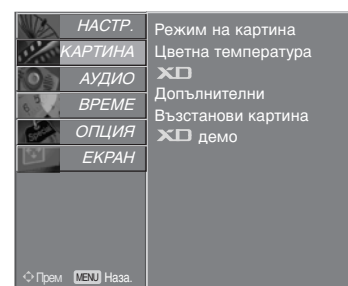 НАСТР.
КАРТИНА
АУДИО
ВРЕМЕ
ОПЦИЯ
ЕКРАН
Режим на картина
Цветна температура
XD
Допълнителни
Възстанови картина
XD демо
Прем MENU Наза.